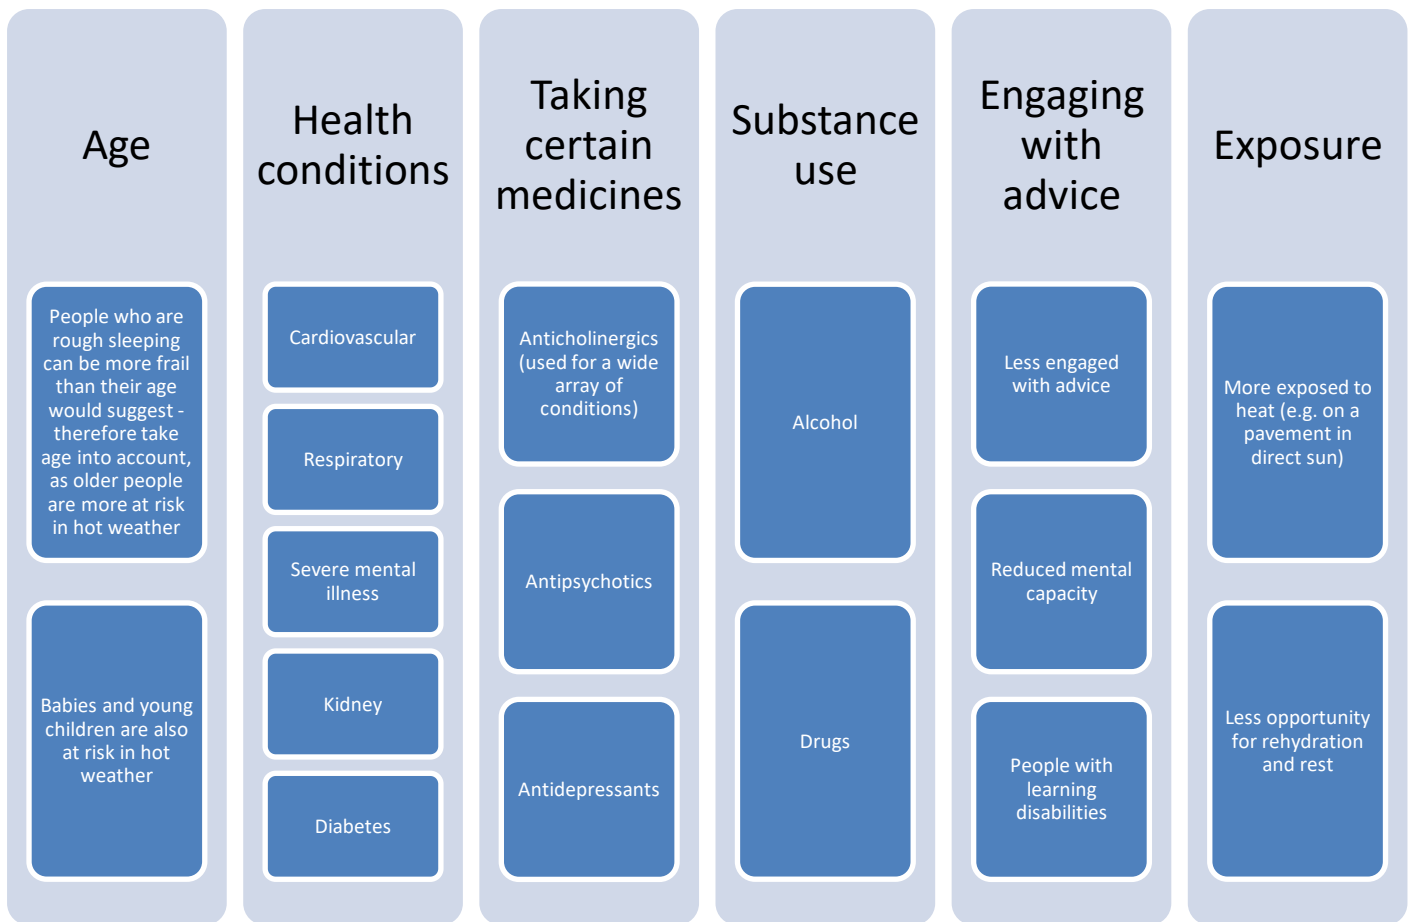 Age
People who are
rough sleeping
can be more frail
than their age
would suggest -
therefore take
age into account,
as older people
are more at risk
in hot weather
Babies and young
children are also
at risk in hot
weather
Health
conditions
Cardiovascular
Respiratory
Severe mental
illness
Kidney
Diabetes
Taking
certain
medicines
Anticholinergics
(used for a wide
array of
conditions)
Antipsychotics
Antidepressants
Substance
use
Alcohol
Drugs
Engaging
with
advice
Less engaged
with advice
Reduced mental
capacity
People with
learning
disabilities
Exposure
More exposed to
heat (e.g. on a
pavement in
direct sun)
Less opportunity
for rehydration
and rest